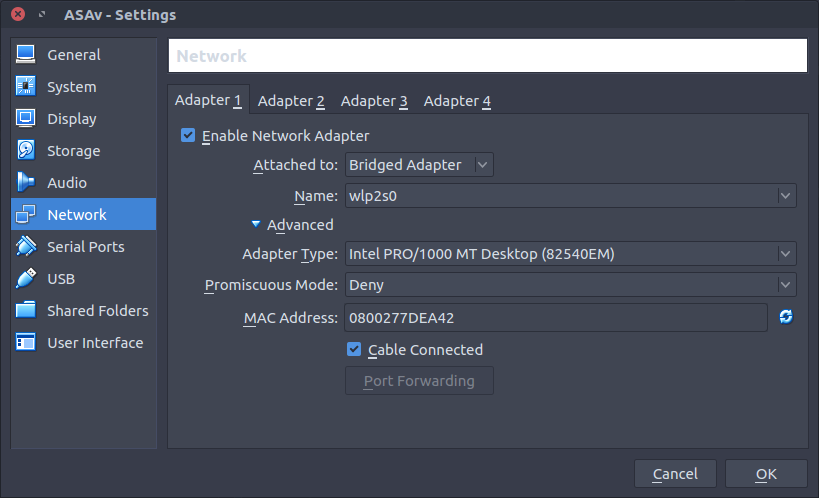 ASAv - Settings
General
System
Display
Storage
Audio
Network
Serial Ports
USB
Shared Folders
User Interface
Network
Adapter 1 Adapter 2 Adapter 3 Adapter 4
Enable Network Adapter
Attached to: Bridged Adapter
Name: wlp2s0
Advanced
Adapter Type: Intel PRO/1000 MT Desktop (82540EM)
Promiscuous Mode: Deny
MAC Address: 0800277DEA42
Cable Connected
Port Forwarding
Cancel OK